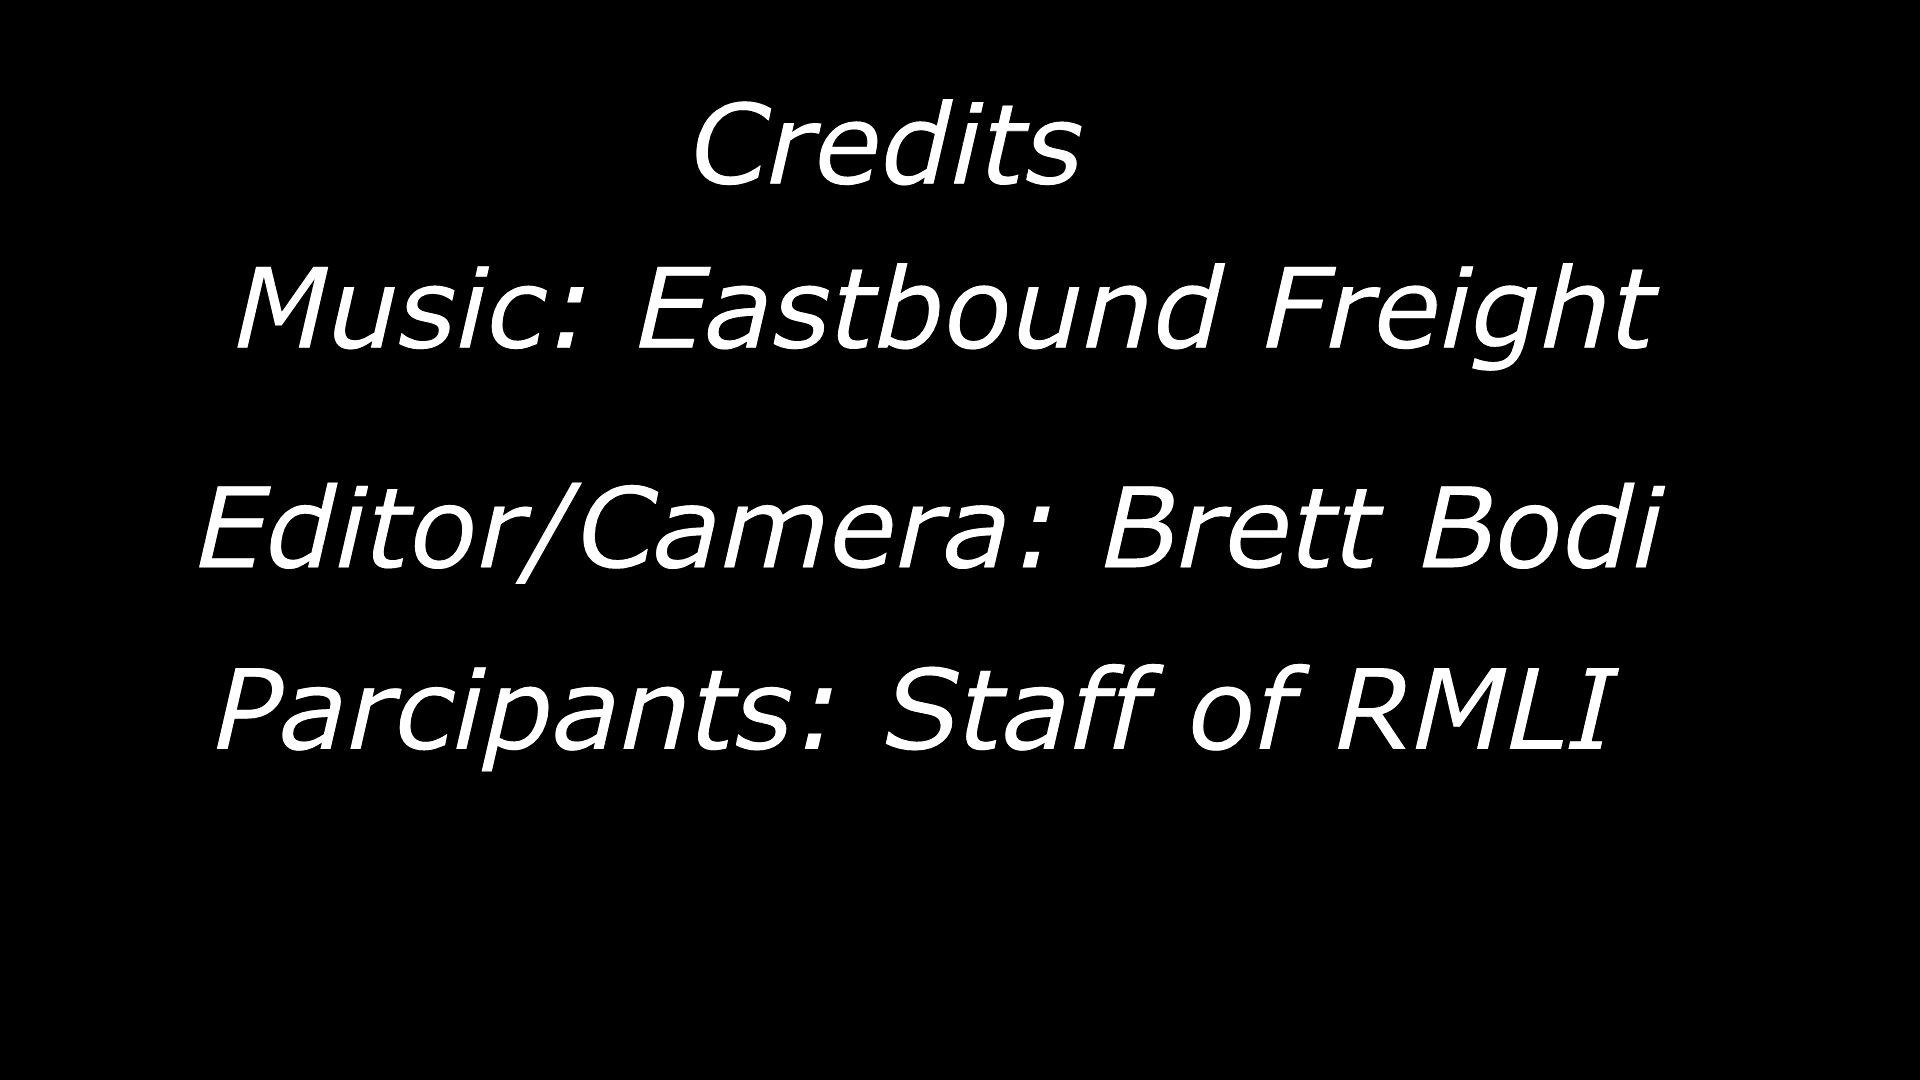 Credits
Music: Eastbound Freight
Editor/Camera: Brett Bodi
Parcipants: Staff of RMLI